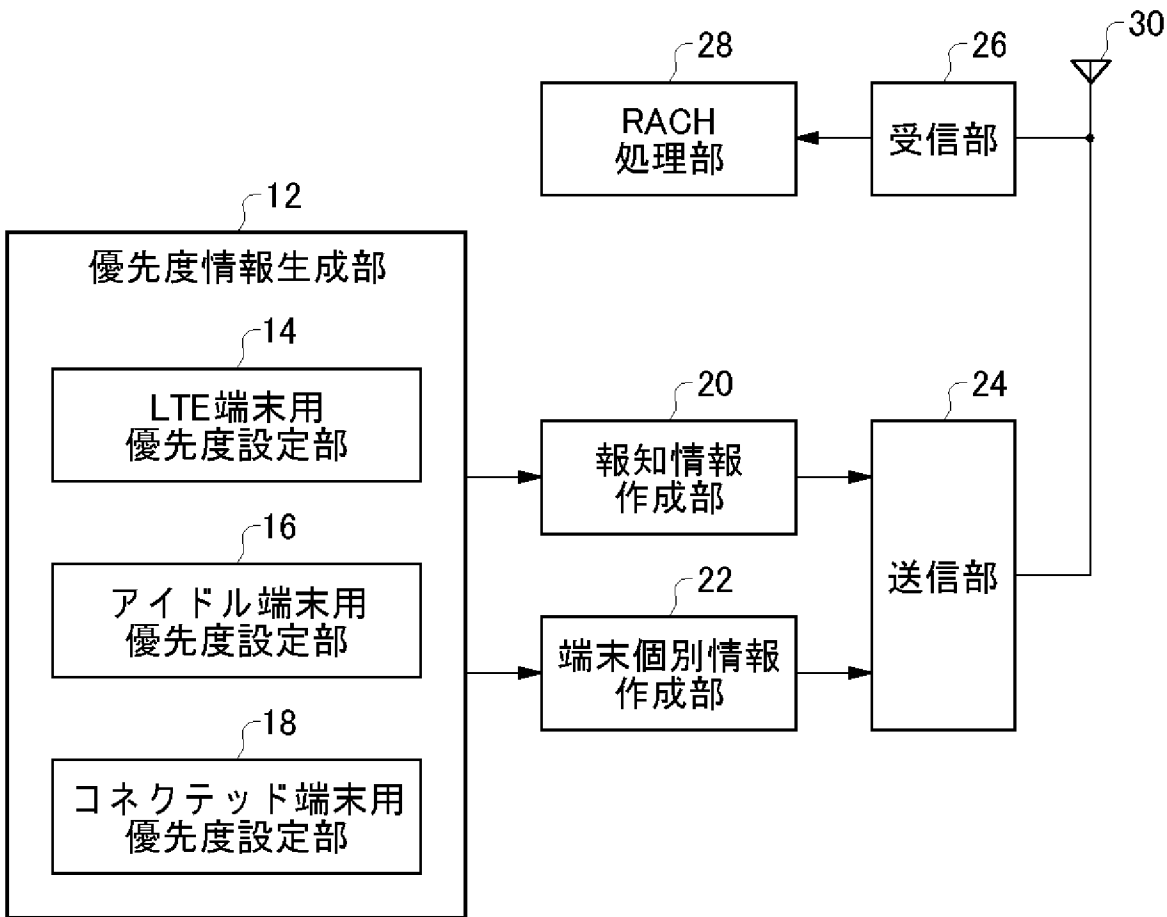 28
RACH
処理部
26
受信部
30
12
優先度情報生成部
14
LTE端末用
優先度設定部
16
アイドル端末用
優先度設定部
18
コネクテッド端末用
優先度設定部
20
報知情報
作成部
22
端末個別情報
作成部
24
送信部